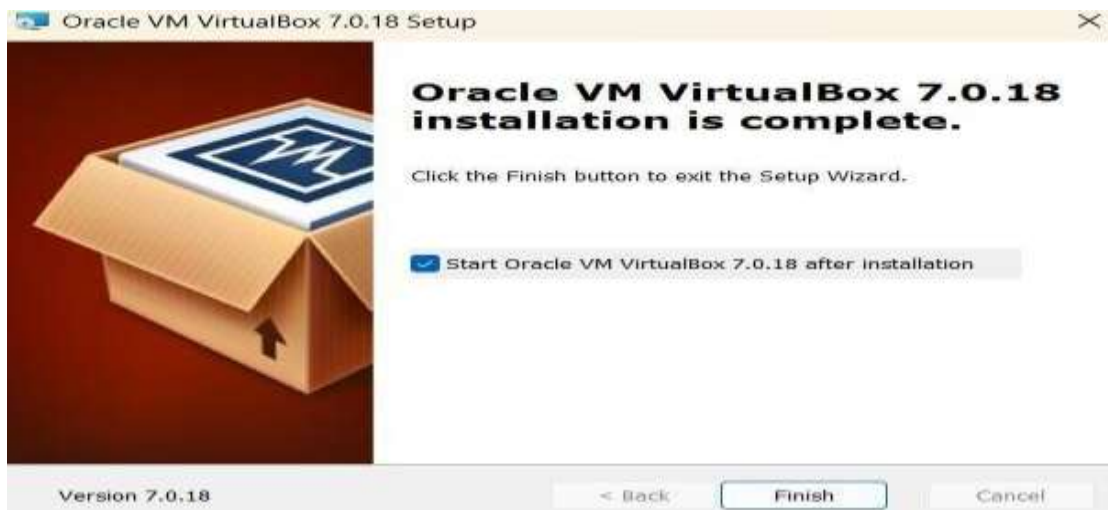 Oracle VM VirtualBox 7.0.18 Setup
Oracle VM VirtualBox 7.0.18
installation is complete.
Click the Finish button to exit the Setup Wizard.
Start Oracle VM VirtualBox 7.0.18 after installation
Version 7.0.18
< Back
Finish
Cancel